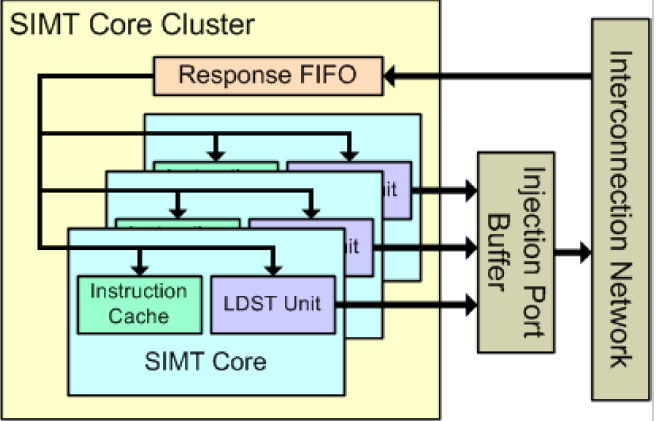 SIMT Core Cluster
Response FIFO
Instruction
Cache
LDST Unit
SIMT Core
Injection Port
Buffer
Interconnection Network